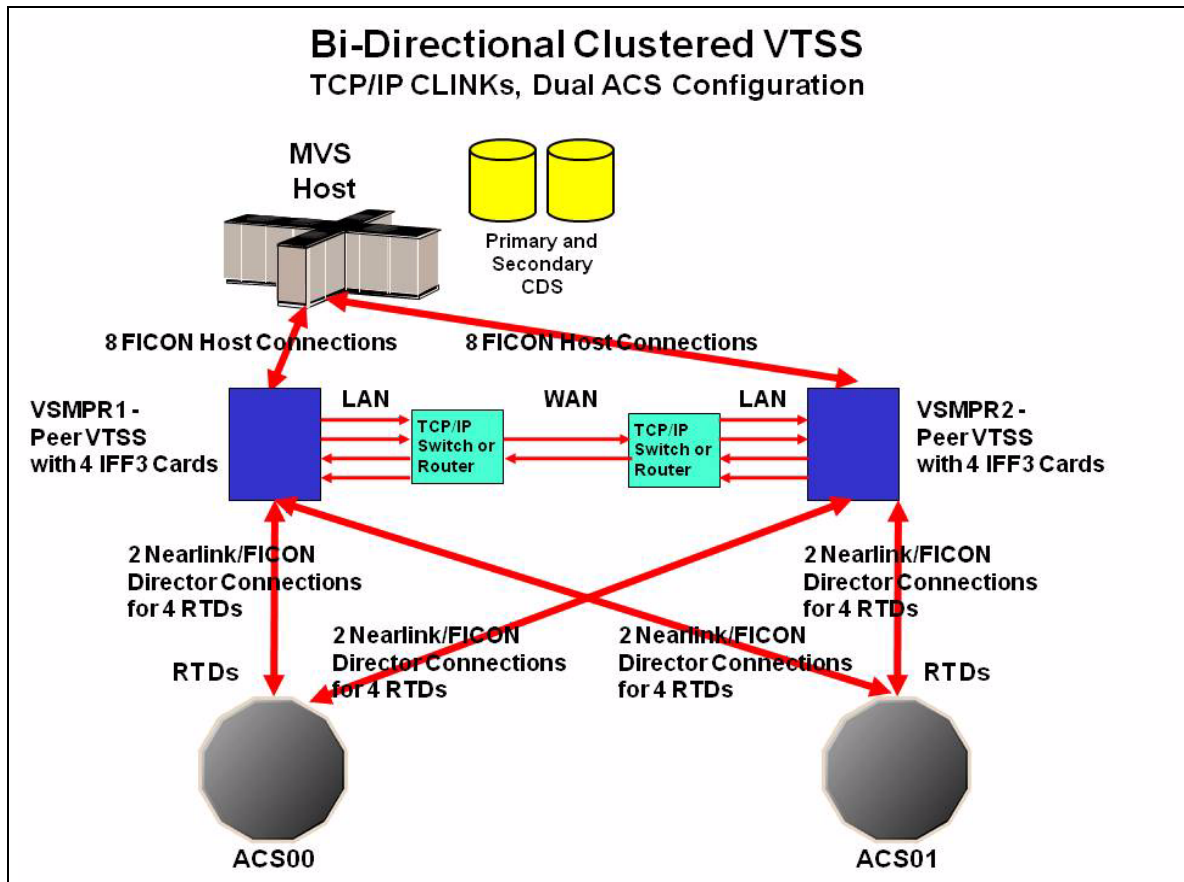 Bi-Directional Clustered VTSS
TCP/IP CLINKs, Dual ACS Configuration
MVS
Host
Primary and
Secondary
CDS
8 FICON Host Connections
8 FICON Host Connections
VSMPR1 -
Peer VTSS
with 4 IFF3 Cards
LAN
TCP/IP
Switch or
Router
WAN
TCP/IP
Switch or
Router
LAN
VSMPR2 -
Peer VTSS
with 4 IFF3 Cards
2 Nearlink/FICON
Director Connections
for 4 RTDs
2 Nearlink/FICON
Director Connections
for 4 RTDs
2 Nearlink/FICON
Director Connections
for 4 RTDs
2 Nearlink/FICON
Director Connections
for 4 RTDs
RTDs
RTDs
ACS00
ACS01